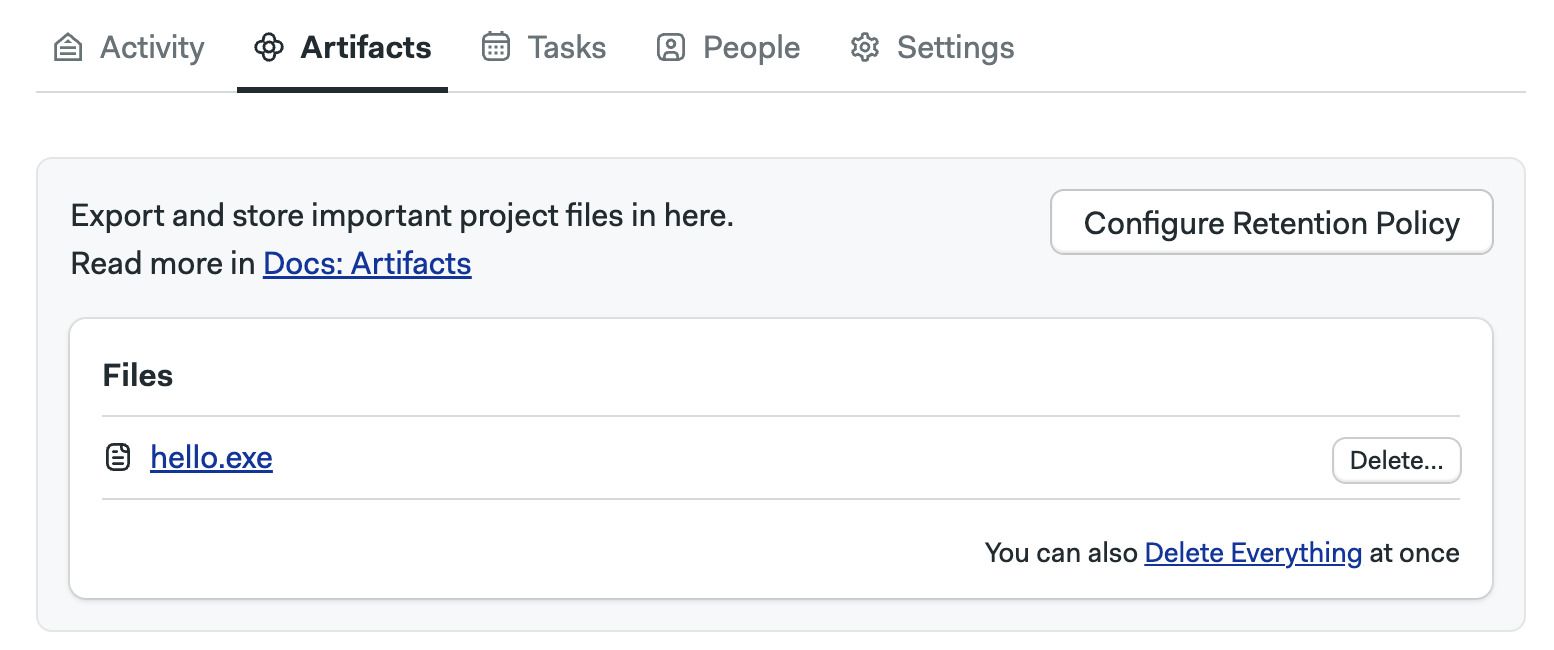 Activity Artifacts Tasks People Settings
Export and store important project files in here.
Read more in Docs: Artifacts
Configure Retention Policy
Files
hello.exe
Delete...
You can also Delete Everything at once